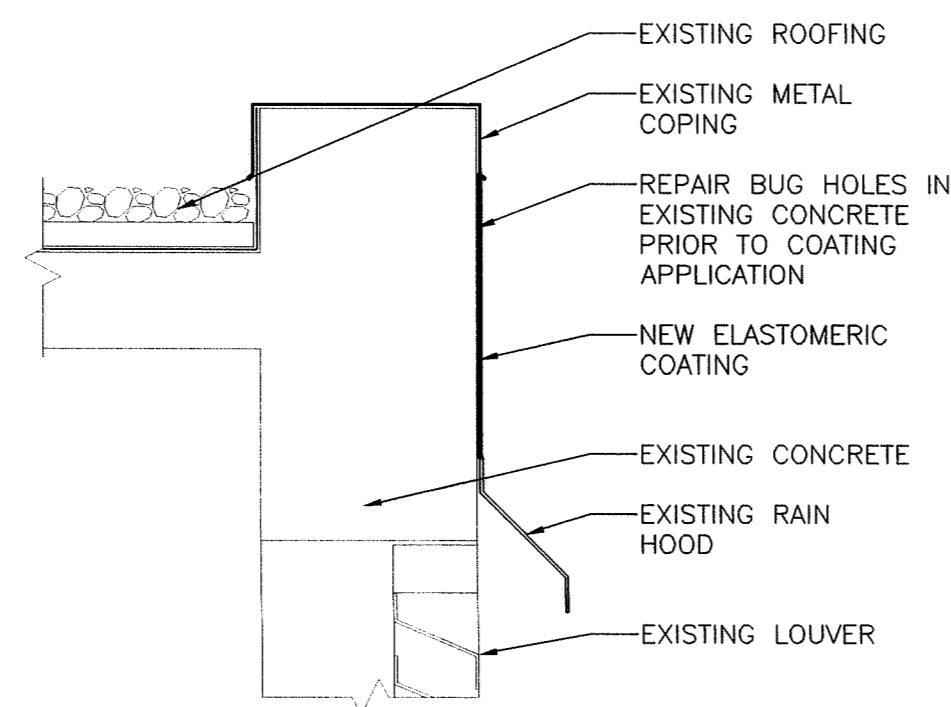 EXISTING ROOFING
EXISTING METAL
COPING
REPAIR BUG HOLES IN
EXISTING CONCRETE
PRIOR TO COATING
APPLICATION
NEW ELASTOMERIC
COATING
EXISTING CONCRETE
EXISTING RAIN
HOOD
EXISTING LOUVER